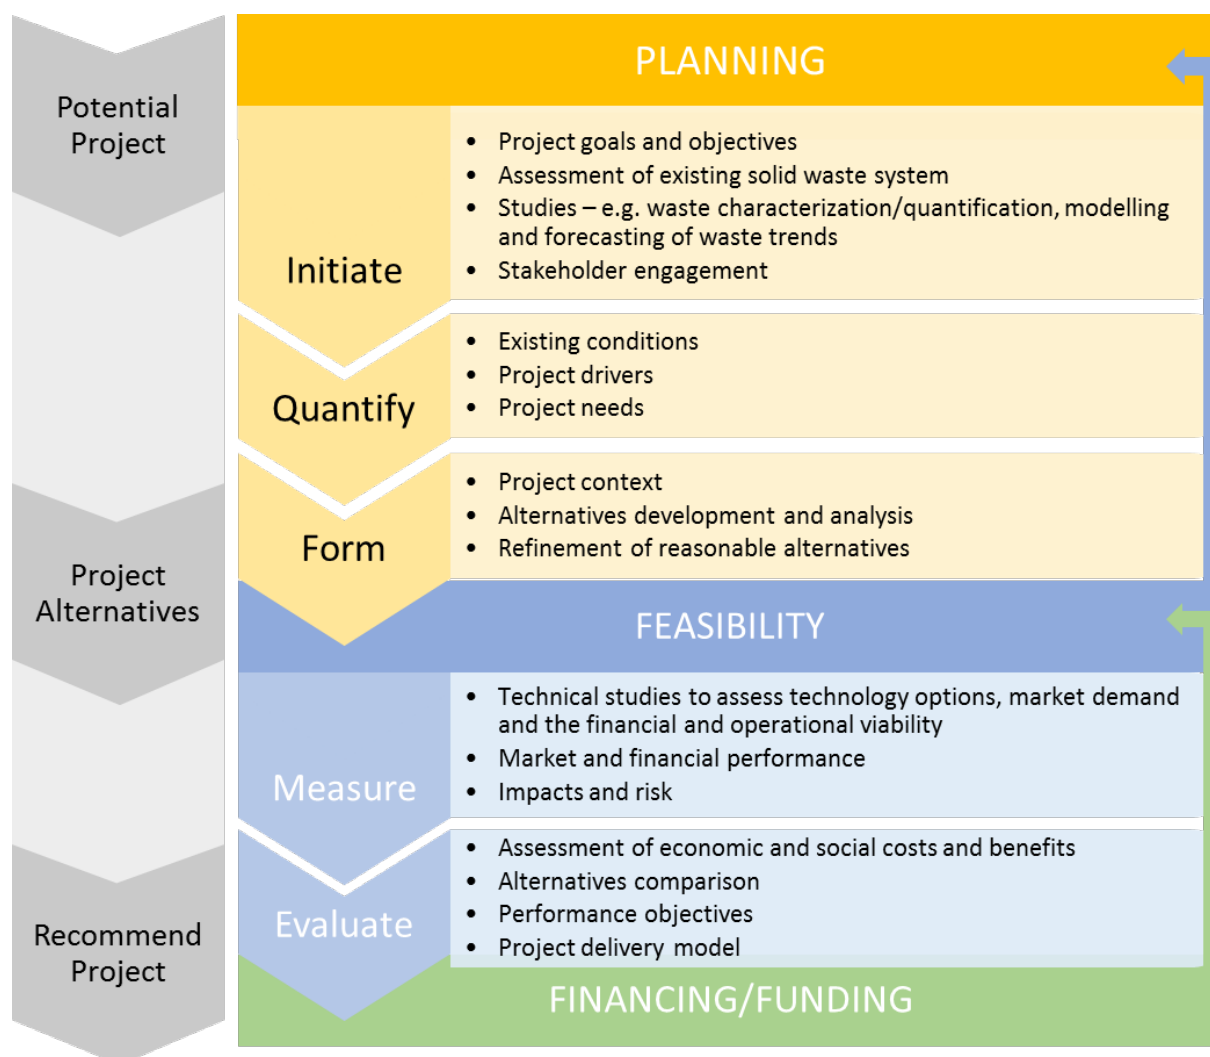 Potential
Project
PLANNING
Initiate
• Project goals and objectives
• Assessment of existing solid waste system
• Studies – e.g. waste characterization/quantification, modelling
and forecasting of waste trends
• Stakeholder engagement
Quantify
• Existing conditions
• Project drivers
• Project needs
Project
Alternatives
Form
• Project context
• Alternatives development and analysis
• Refinement of reasonable alternatives
FEASIBILITY
Measure
• Technical studies to assess technology options, market demand
and the financial and operational viability
• Market and financial performance
• Impacts and risk
Recommend
Project
Evaluate
• Assessment of economic and social costs and benefits
• Alternatives comparison
• Performance objectives
• Project delivery model
FINANCING/FUNDING